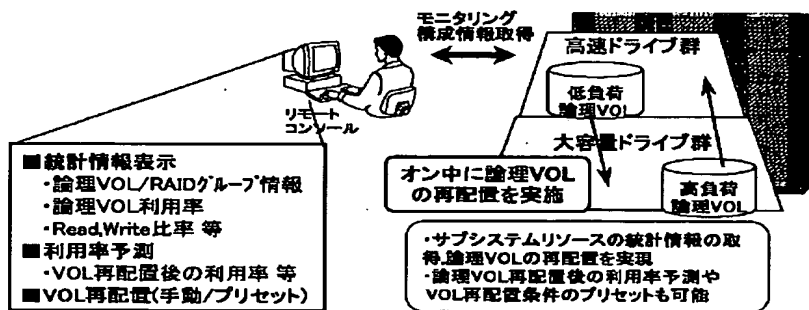 モニタリング
構成情報取得
高速ドライブ群
低負荷
論理VOL
リモート
コンソール
大容量ドライブ群
オン中に論理VOL
の再配置を実施
高負荷
論理VOL
■統計情報表示
・論理VOL/RAIDグループ情報
・論理VOL利用率
・Read,Write比率 等
■利用率予測
・VOL再配置後の利用率 等
■VOL再配置(手動/プリセット)
・サブシステムリソースの統計情報の取
得,論理VOLの再配置を実現
・論理VOL再配置後の利用率予測や
VOL再配置条件のプリセットも可能